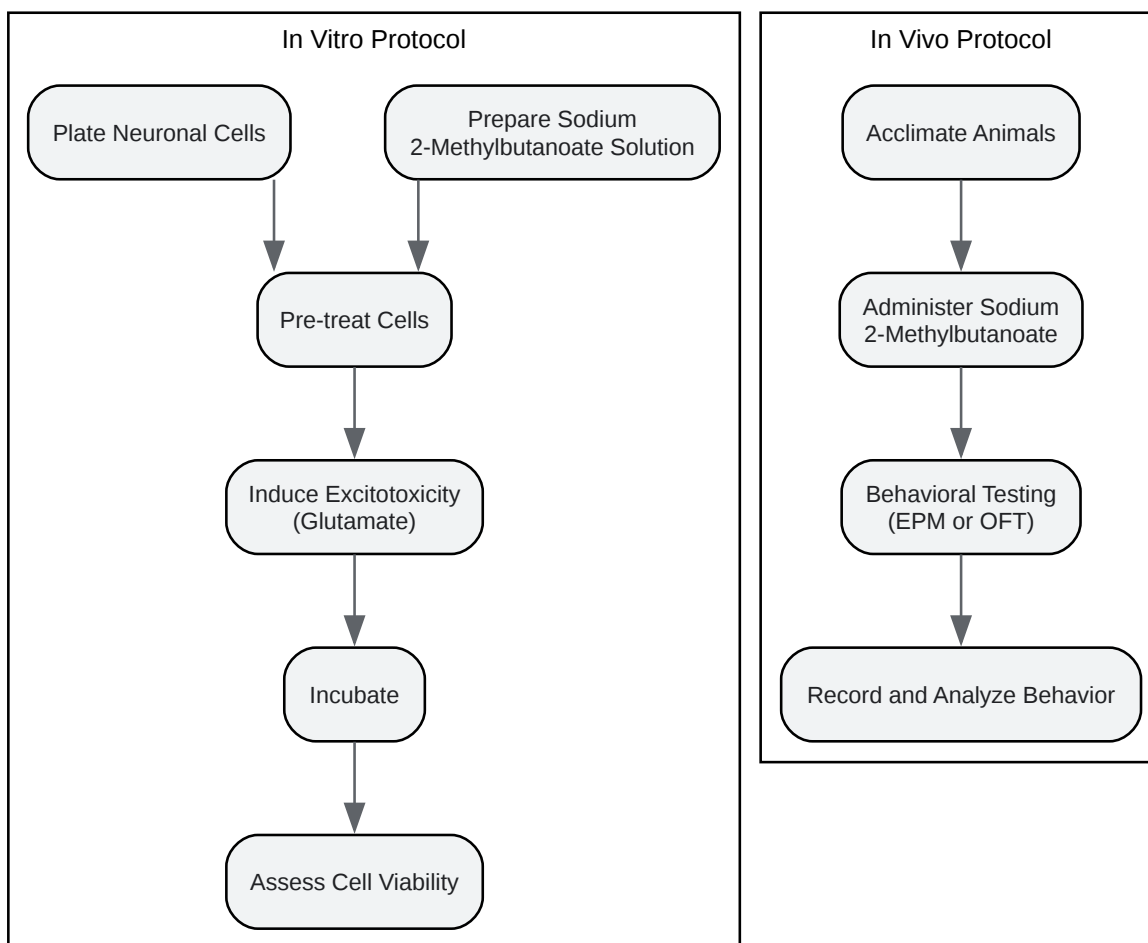 In Vitro Protocol
Plate Neuronal Cells
Prepare Sodium
2-Methylbutanoate Solution
Pre-treat Cells
Induce Excitotoxicity
(Glutamate)
Incubate
Assess Cell Viability
In Vivo Protocol
Acclimate Animals
Administer Sodium
2-Methylbutanoate
Behavioral Testing
(EPM or OFT)
Record and Analyze Behavior